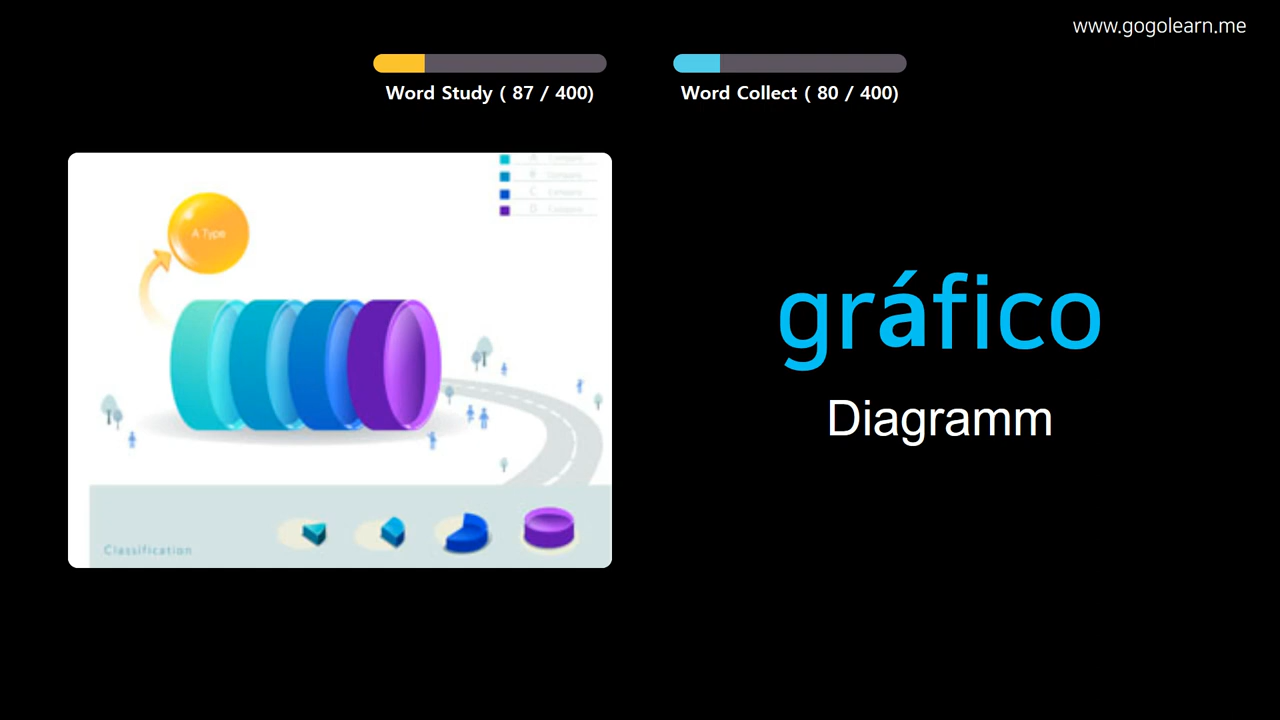 www.gogolearn.me
Word Study ( 87 / 400)
Word Collect ( 80 / 400)
A Type
gráfico
Diagramm
Classification